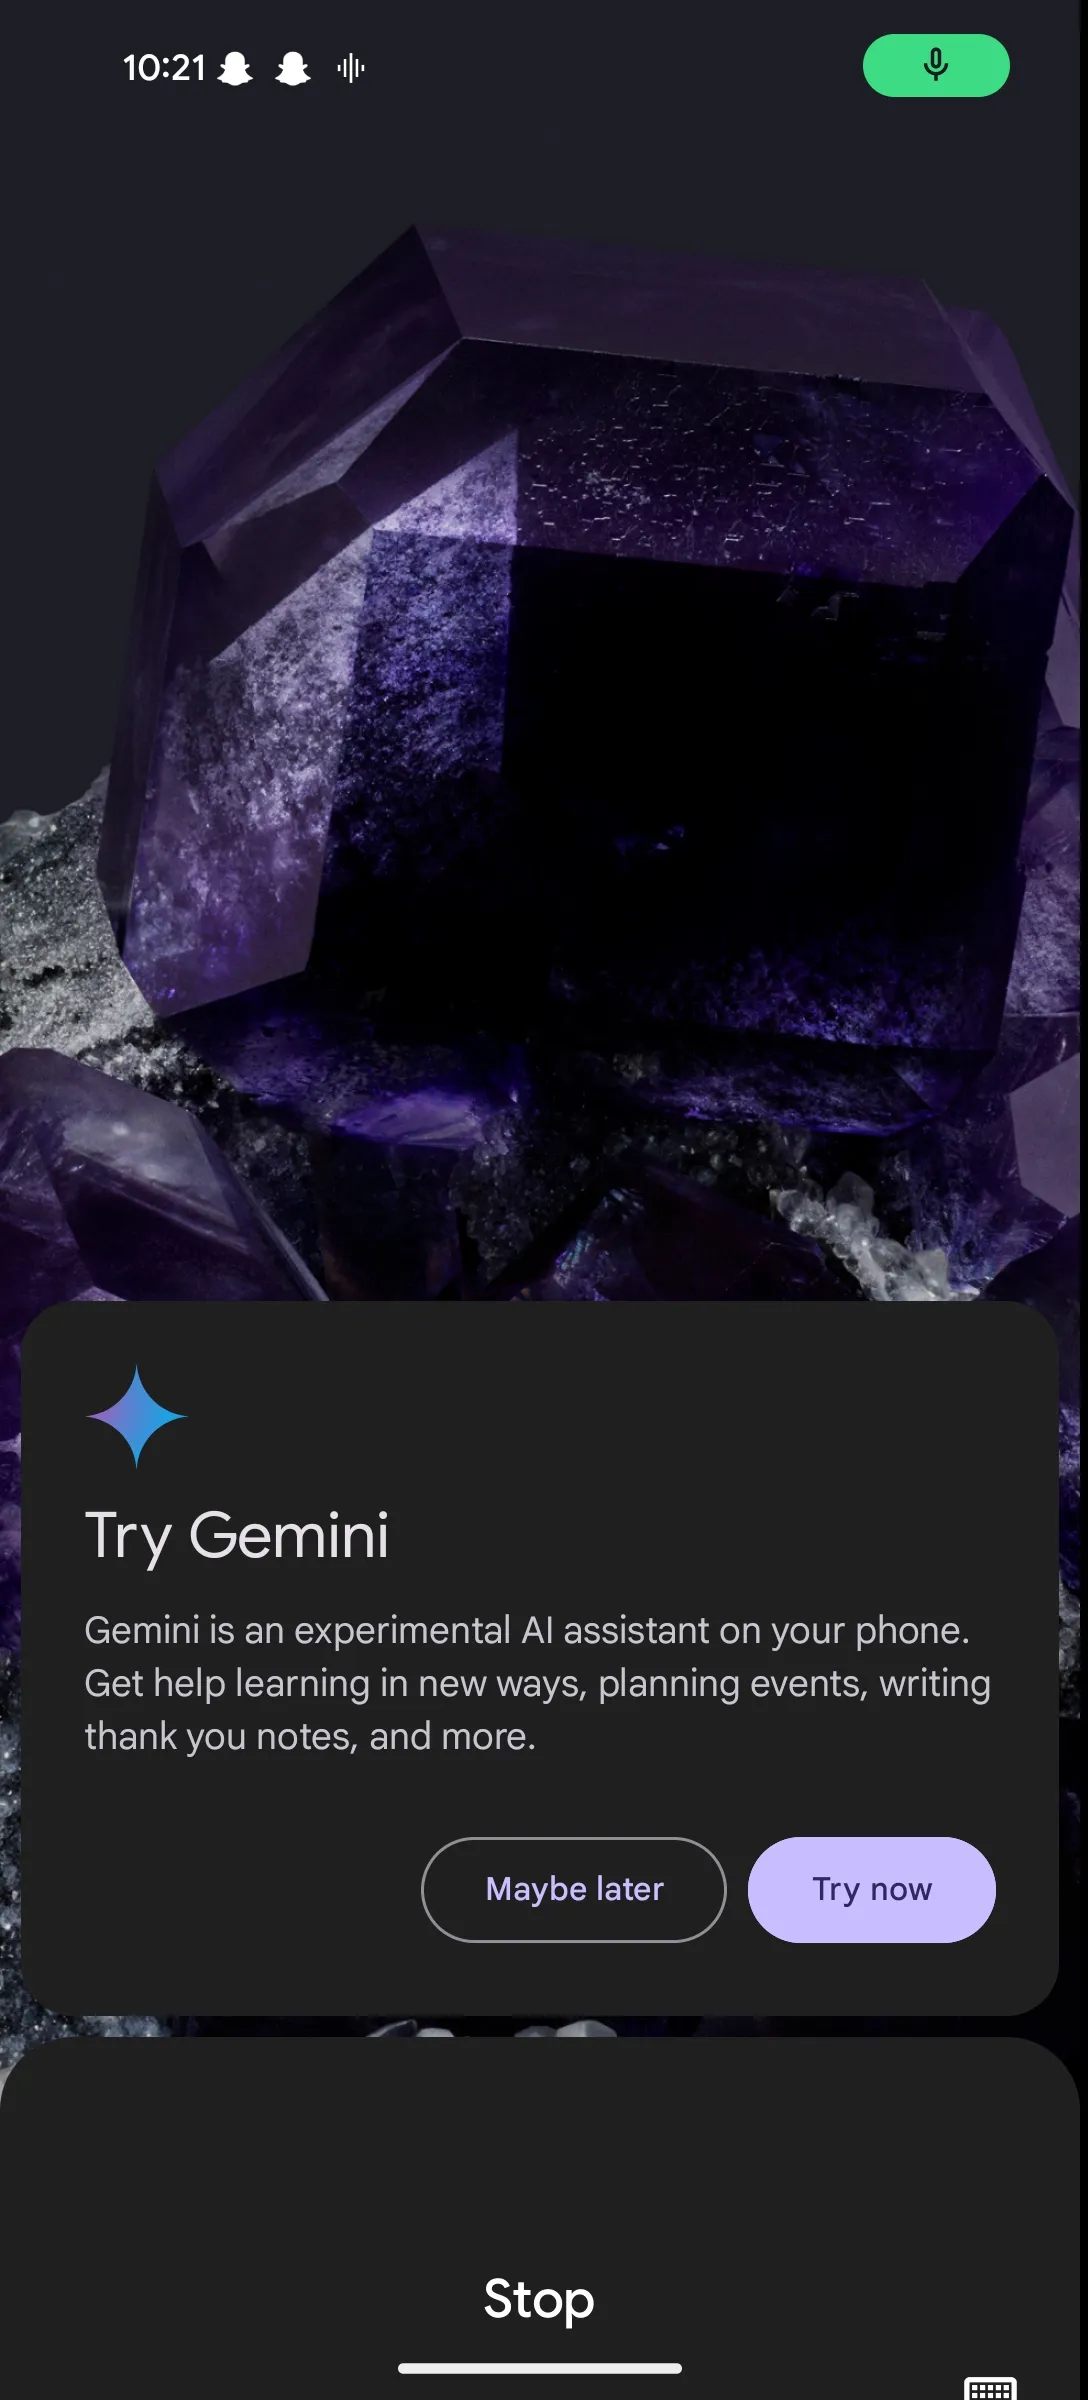 10:21
Try Gemini
Gemini is an experimental AI assistant on your phone.
Get help learning in new ways, planning events, writing
thank you notes, and more.
Maybe later
Try now
Stop